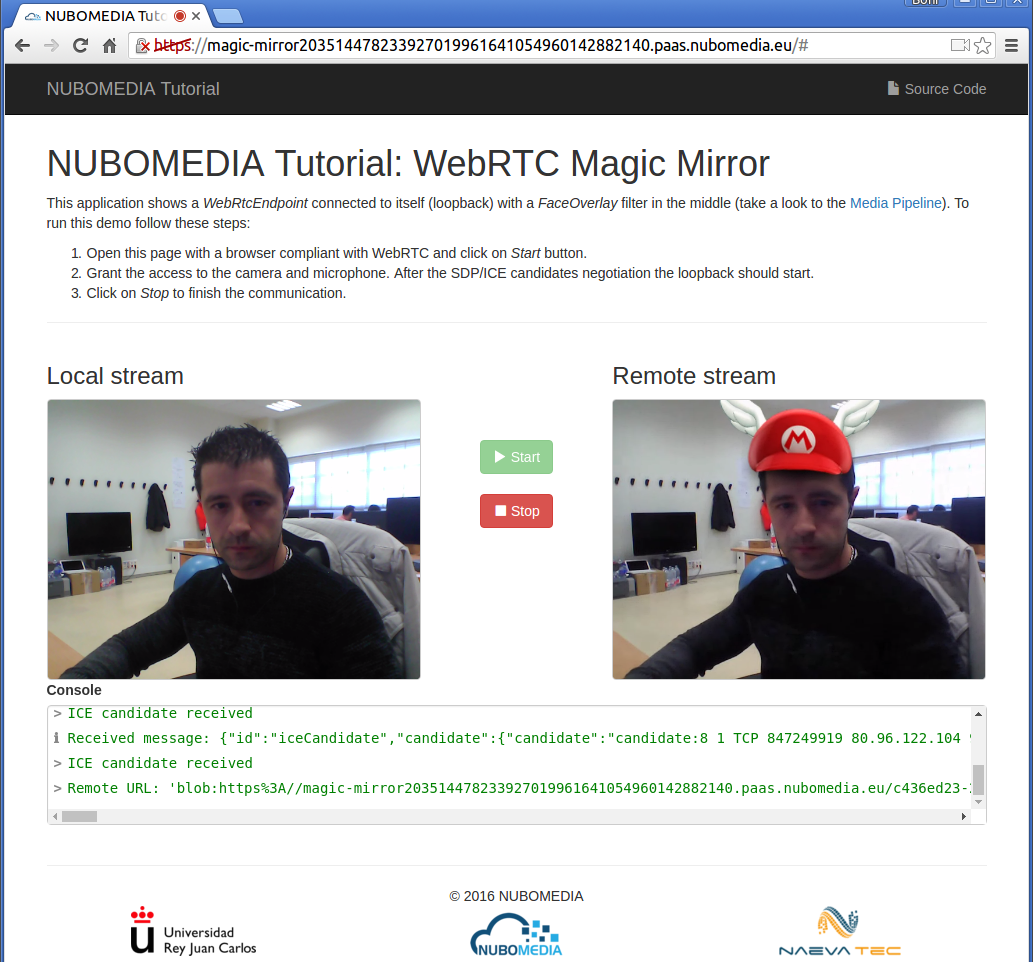 NUBOMEDIA Tuto
https://magic-mirror20351447823392701996164105496014288​2140.paas.nubomedia.eu/#
NUBOMEDIA Tutorial
Source Code
NUBOMEDIA Tutorial: WebRTC Magic Mirror
This application shows a WebRtcEndpoint connected to itself (loopback) with a FaceOverlay filter in the middle (take a look to the Media Pipeline). To
run this demo follow these steps:
1. Open this page with a browser compliant with WebRTC and click on Start button.
2. Grant the access to the camera and microphone. After the SDP/ICE candidates negotiation the loopback should start.
3. Click on Stop to finish the communication.
Local stream
Remote stream
Start
Stop
M
Console
> ICE candidate received
i Received message: {"id":"iceCandidate","candidate":{"candidate":"candidate:8 1 TCP 847249919 80.96.122.104
> ICE candidate received
> Remote URL: 'blob:https%3A//magic-mirror203514478233927019961641054960142882140.paas.nubomedia.eu/c436ed23-
© 2016 NUBOMEDIA
Universidad
Rey Juan Carlos
NUBOMEDIA
NAEVA TEC